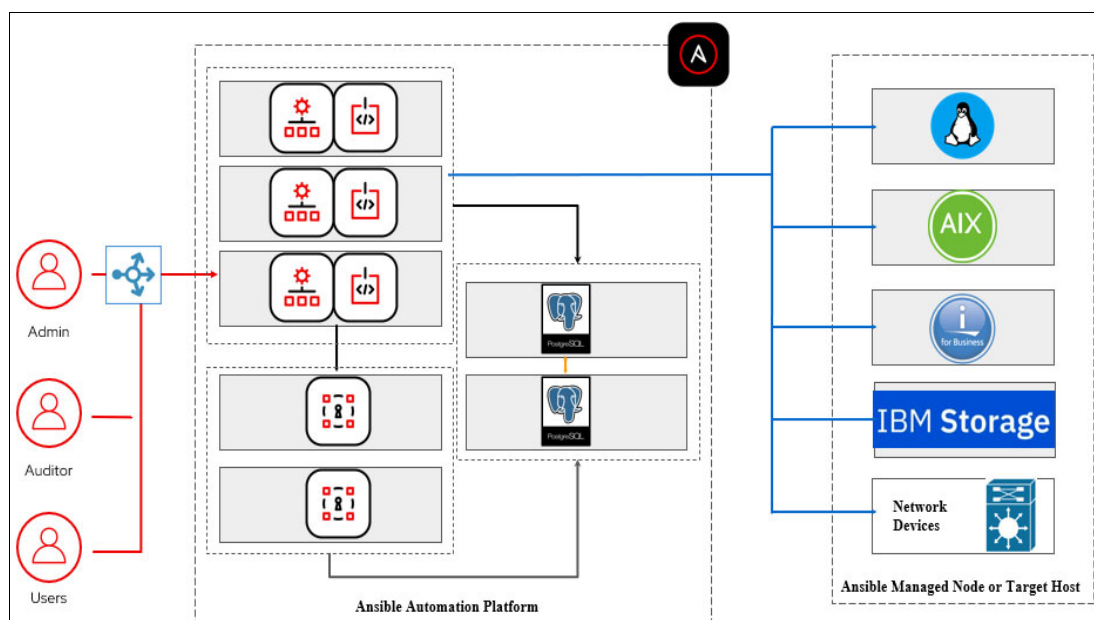 Admin
Auditor
Users
</>
</>
</>
PostgreSQL
PostgreSQL
Ansible Automation Platform
AIX
i
for Business
IBM Storage
Network
Devices
Ansible Managed Node or Target Host